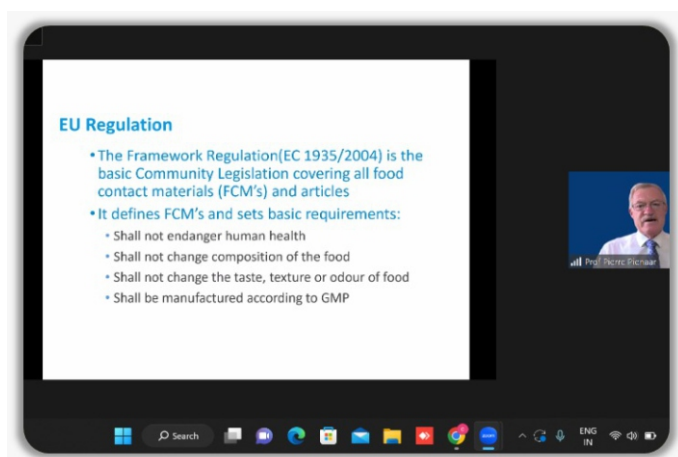 EU Regulation
•The Framework Regulation(EC 1935/2004) is the
basic Community Legislation covering all food
contact materials (FCM's) and articles
•It defines FCM's and sets basic requirements:
• Shall not endanger human health
• Shall not change composition of the food
• Shall not change the taste, texture or odour of food
• Shall be manufactured according to GMP
Prof Pierre Pienaar
Search
ENG
IN